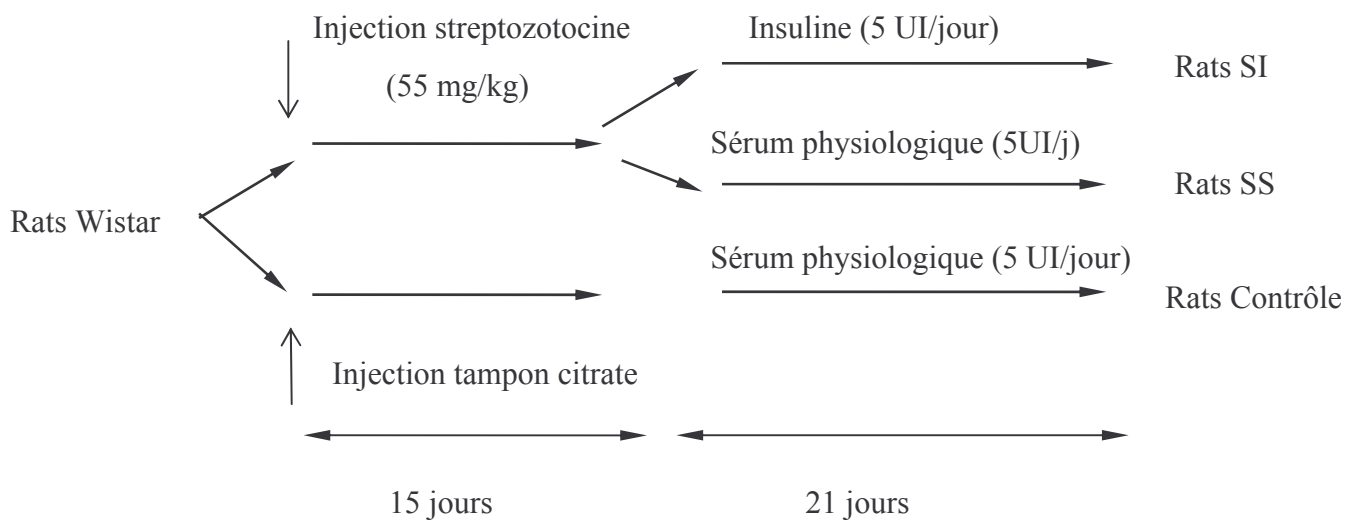 Injection streptozotocine
(55 mg/kg)
Insuline (5 UI/jour)
Rats SI
Sérum physiologique (5UI/j)
Rats SS
Rats Wistar
Sérum physiologique (5 UI/jour)
Rats Contrôle
Injection tampon citrate
15 jours
21 jours